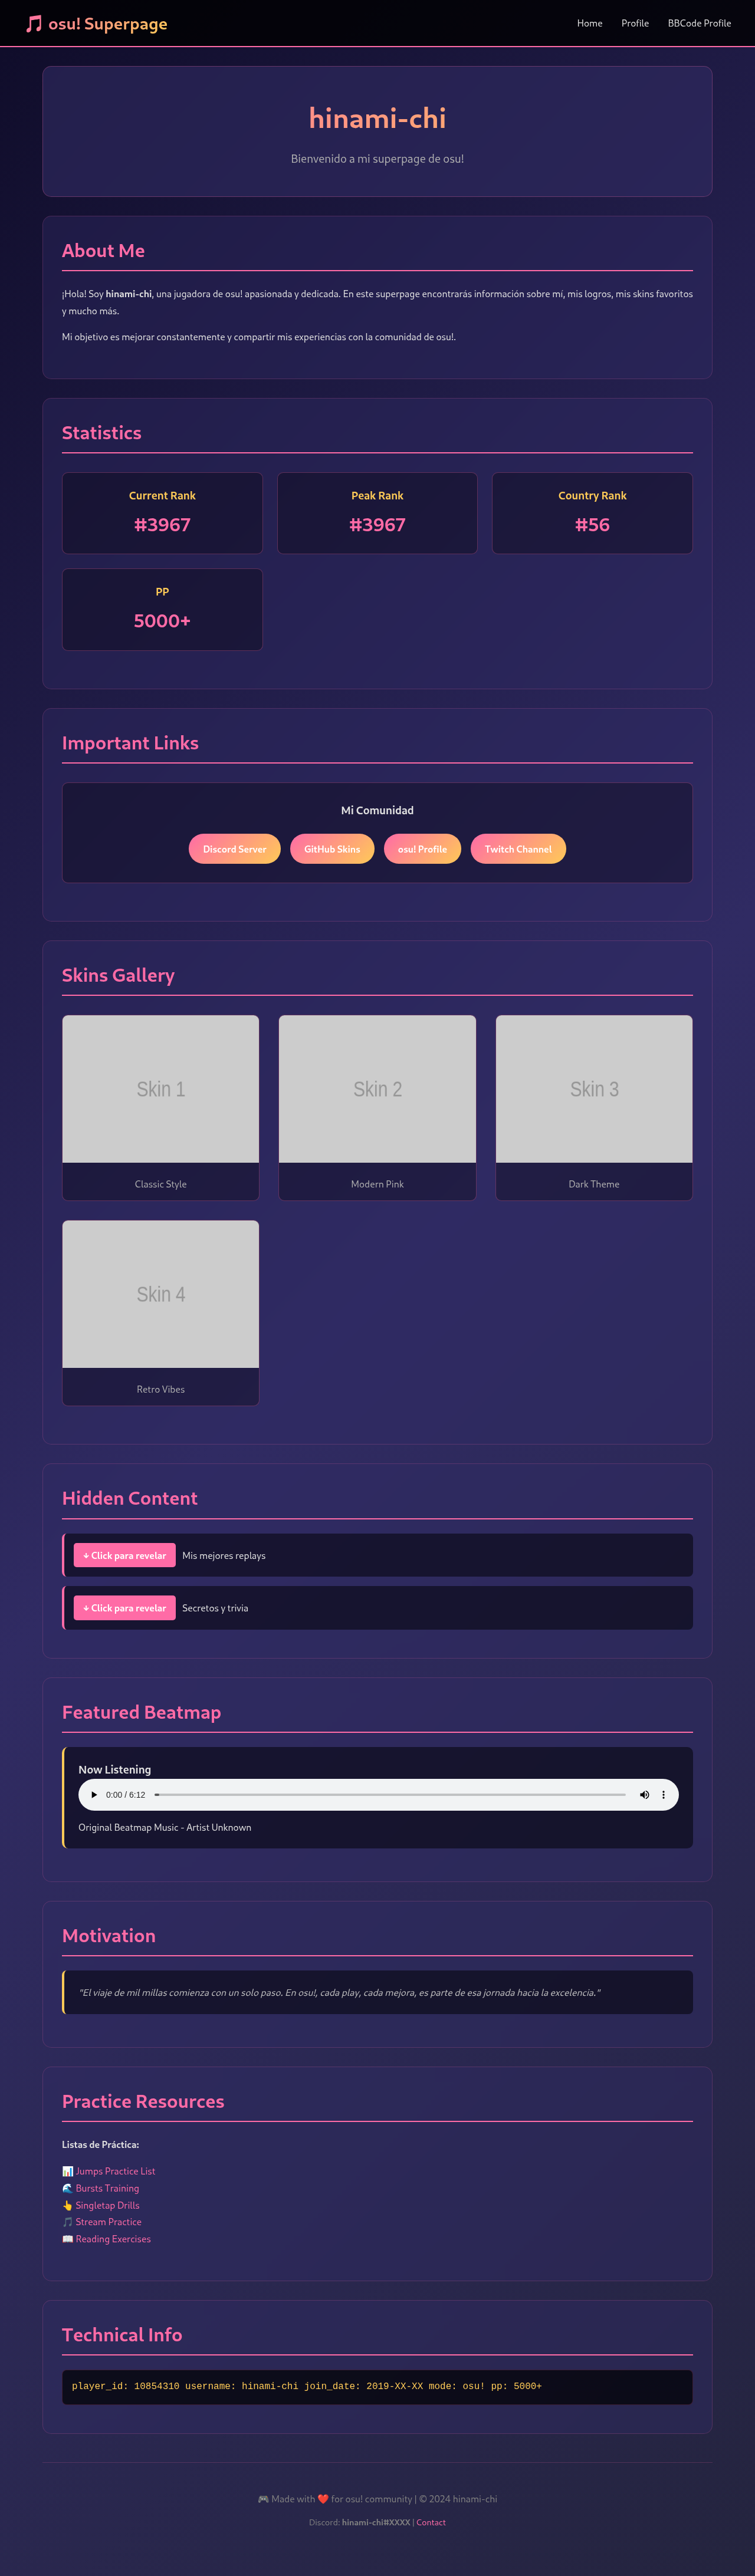 🎵 osu! Superpage
Home
Profile
BBCode Profile
hinami-chi
Bienvenido a mi superpage de osu!
About Me
¡Hola! Soy hinami-chi, una jugadora de osu! apasionada y dedicada. En este superpage encontrarás información sobre mí, mis logros, mis skins favoritos
y mucho más.
Mi objetivo es mejorar constantemente y compartir mis experiencias con la comunidad de osu!.
Statistics
Current Rank
#3967
Peak Rank
#3967
Country Rank
#56
PP
5000+
Important Links
Mi Comunidad
Discord Server
GitHub Skins
osu! Profile
Twitch Channel
Skins Gallery
Skin 1
Classic Style
Skin 2
Modern Pink
Skin 3
Dark Theme
Skin 4
Retro Vibes
Hidden Content
↓ Click para revelar Mis mejores replays
↓ Click para revelar Secretos y trivia
Featured Beatmap
Now Listening
0:00 / 6:12
Original Beatmap Music - Artist Unknown
Motivation
"El viaje de mil millas comienza con un solo paso. En osu!, cada play, cada mejora, es parte de esa jornada hacia la excelencia."
Practice Resources
Listas de Práctica:
📊 Jumps Practice List
🌊 Bursts Training
👆 Singletap Drills
🎵 Stream Practice
📖 Reading Exercises
Technical Info
player_id: 10854310 username: hinami-chi join_date: 2019-XX-XX mode: osu! pp: 5000+
🎮 Made with ❤️ for osu! community | © 2024 hinami-chi
Discord: hinami-chi#XXXX | Contact